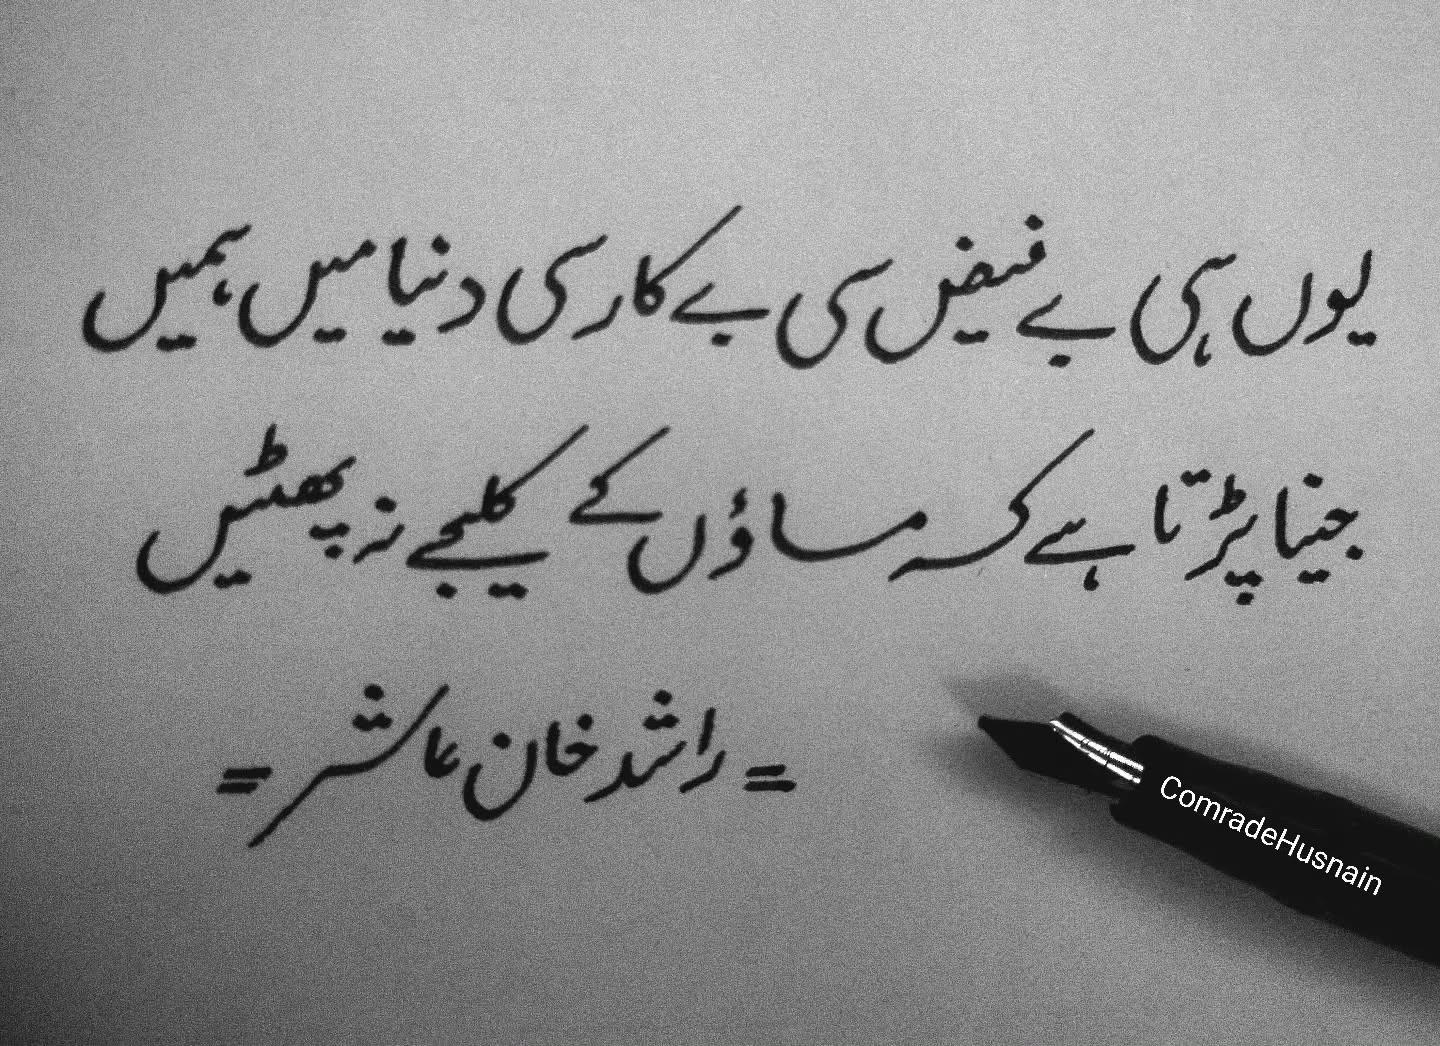 یوں ہی بے فیض سی بے کار سی دنیا میں ہمیں
جینا پڑتا ہے کہ ماؤں کے کلیجے نہ پھٹیں
= راشد خان عاشر =
ComradeHusnain